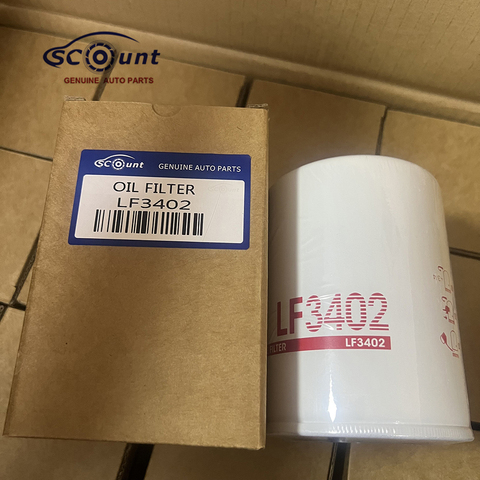 SCount
GENUINE AUTO PARTS
SCount GENUINE AUTO PARTS
OIL FILTER
LF3402
LF3402
FILTER LF3402